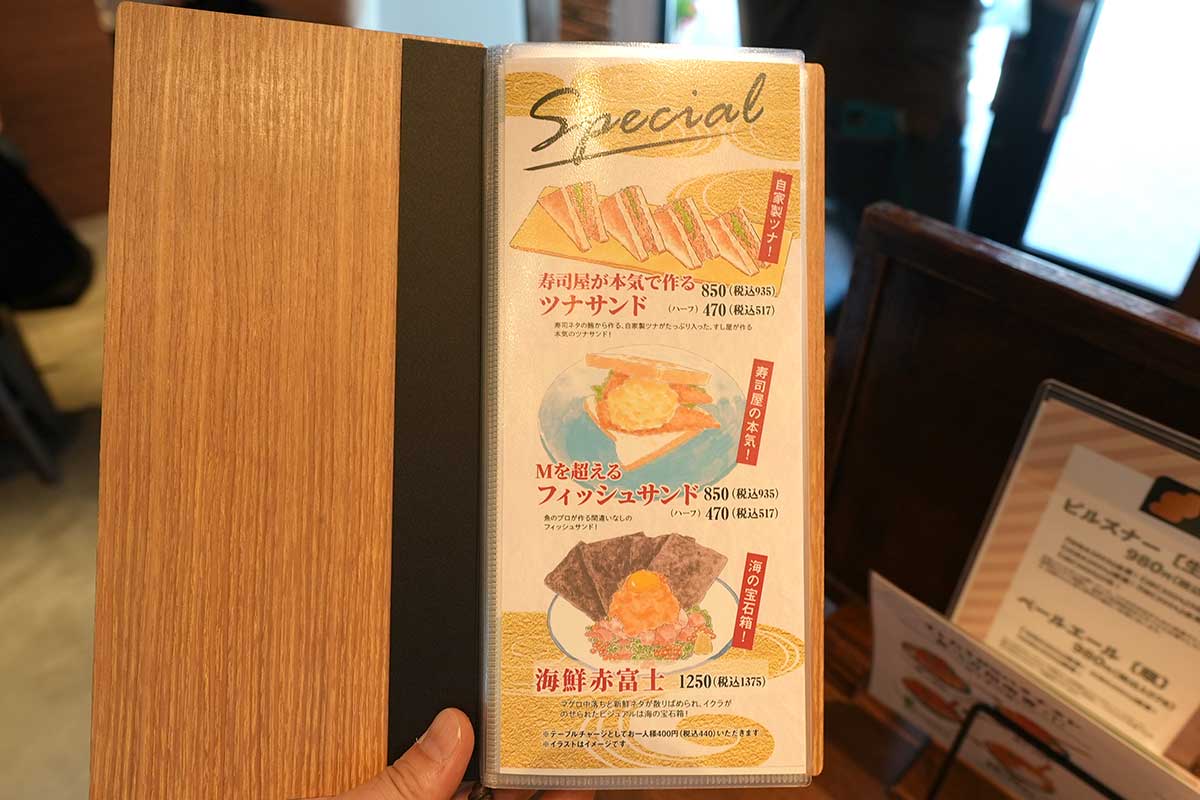 Special
自家製ツナ！
寿司屋が本気で作る
ツナサンド
850（税込935）
（ハーフ）470（税込517）
寿司ネタの鮪から作る、自家製ツナがたっぷり入った、すし屋が作る
本気のツナサンド！
寿司屋の本気！
Mを超える
フィッシュサンド
850（税込935）
（ハーフ）470（税込517）
魚のプロが作る間違いなしの
フィッシュサンド！
海の宝石箱！
海鮮赤富士
1250（税込1375）
マグロ中落ちと新鮮ネタが散りばめられ、イクラが
のせられたビジュアルは海の宝石箱！
※テーブルチャージとしてお一人様400円（税込440）いただきます
※イラストはイメージです
ピルスナー
980
ペールエール
980